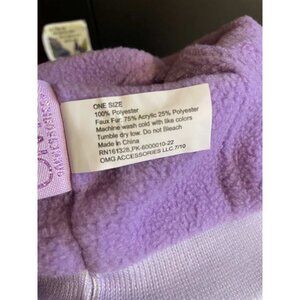 ONE SIZE
100% Polyester
Faux Fur: 75% Acrylic 25% Polyester
Machine wash cold with like colors
Tumble dry low. Do not Bleach
Made in China
RN161328,PK-6000010-22
OMG ACCESSORIES LLC 7/10